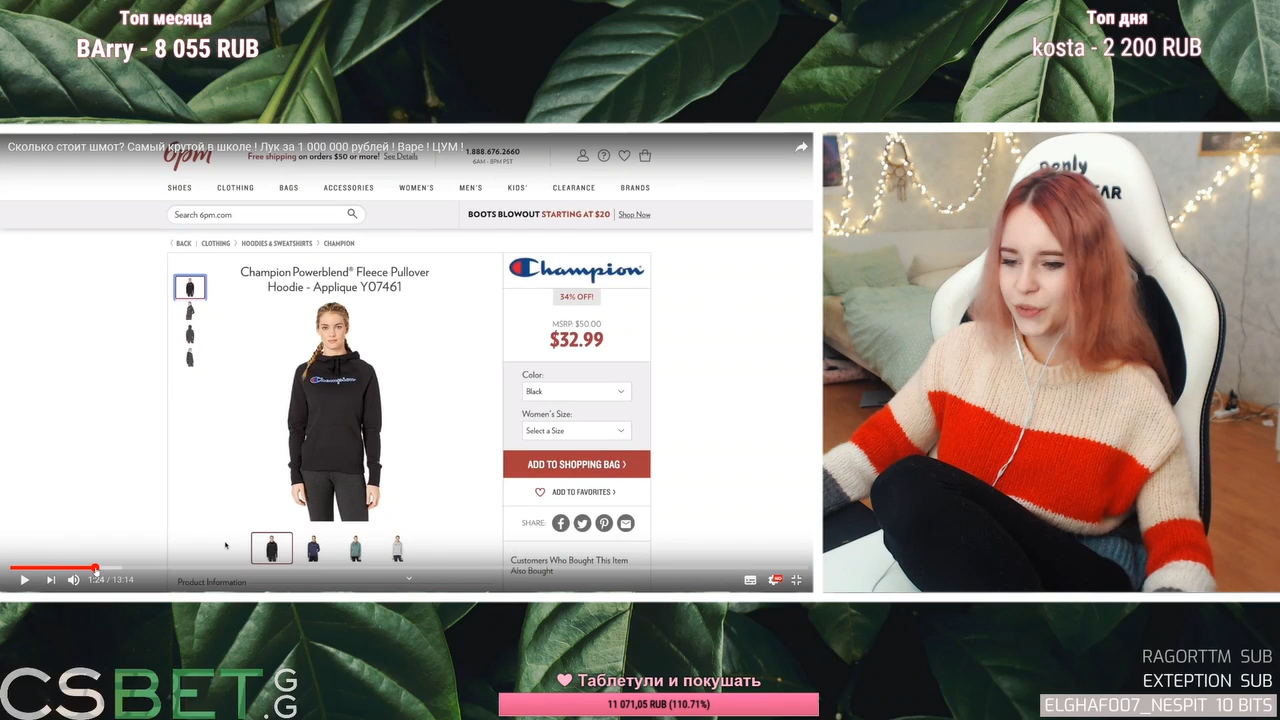 Топ месяца
BArry - 8 055 RUB
Топ дня
kosta - 2 200 RUB
Сколько стоит шмот? Самый крутой в школе ! Лук за 1 000 000 рублей ! Варе ! ЦУМ !
6pm
Free shipping on orders $50 or more! See Details
1.888.676.2660
6AM - 8PM PST
SHOES CLOTHING BAGS ACCESSORIES WOMEN'S MEN'S KIDS' CLEARANCE BRANDS
Search 6pm.com
BOOTS BLOWOUT STARTING AT $20 | Shop Now
BACK | CLOTHING > HOODIES & SWEATSHIRTS > CHAMPION
Champion Powerblend® Fleece Pullover
Hoodie - Applique Y07461
Champion
Champion
34% OFF!
MSRP: $50.00
$32.99
Color:
Black
Women's Size:
Select a Size
ADD TO SHOPPING BAG
ADD TO FAVORITES
SHARE:
Customers Who Bought This Item
Also Bought
Product Information
1:24 / 13:14
HD
CSBET.GG
Таблетули и покушать
11 071,05 RUB (110.71%)
RAGORTTM SUB
EXTEPTION SUB
ELGHAF007_NESPIT 10 BITS